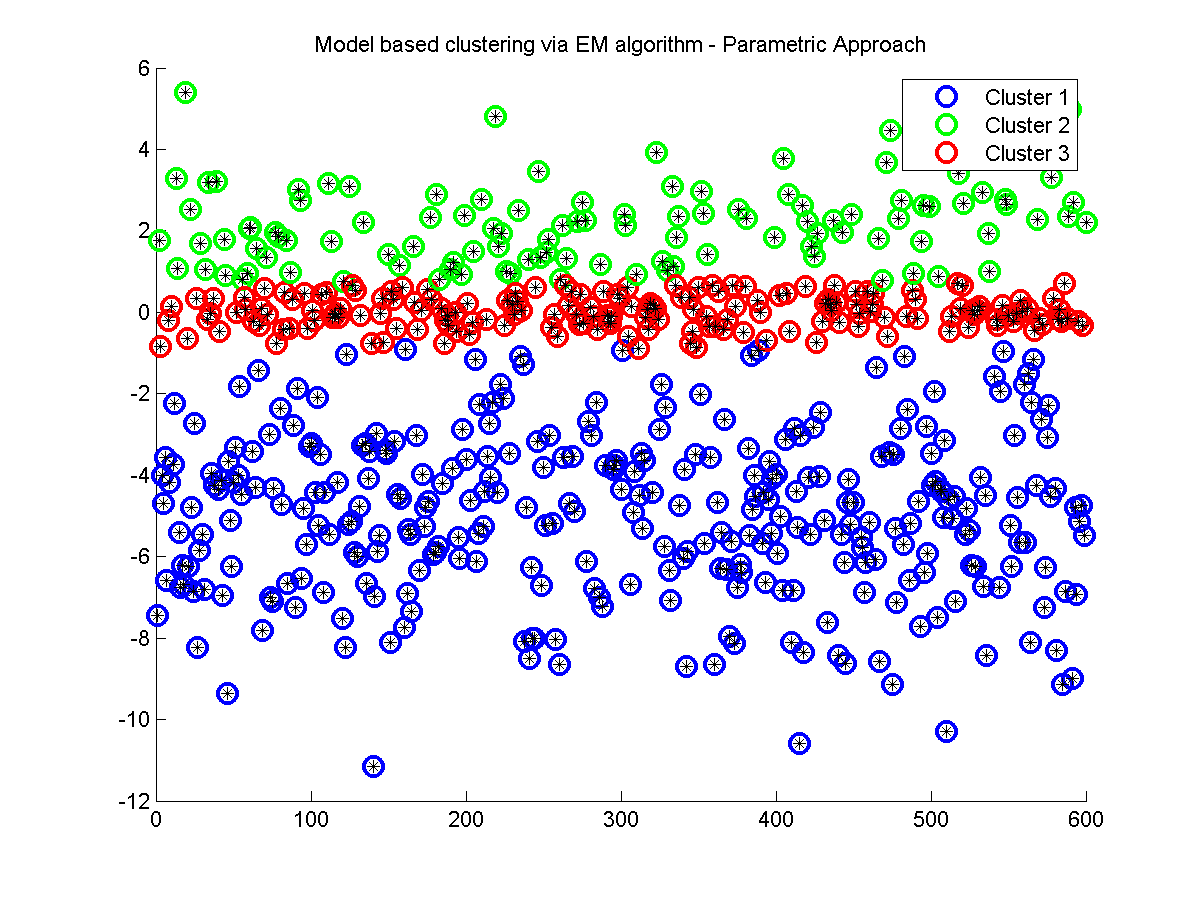 Model based clustering via EM algorithm - Parametric Approach
6
Cluster 1
Cluster 2
Cluster 3
4
2
0
-2
-4
-6
-8
-10
-12
0 100 200 300 400 500 600